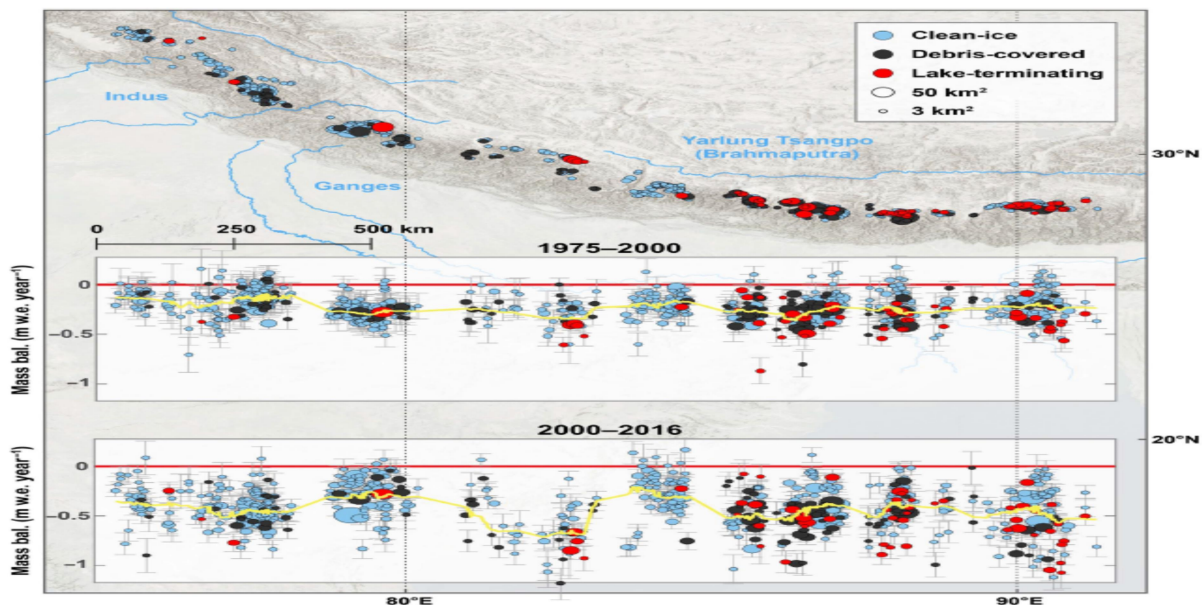 Clean-ice
Debris-covered
Lake-terminating
50 km²
3 km²
Indus
Yarlung Tsangpo
(Brahmaputra)
30°N
Ganges
0 250 500 km
1975–2000
Mass bal. (m w.e. year⁻¹)
0
−0.5
−1
2000–2016
20°N
Mass bal. (m w.e. year⁻¹)
0
−0.5
−1
80°E 90°E